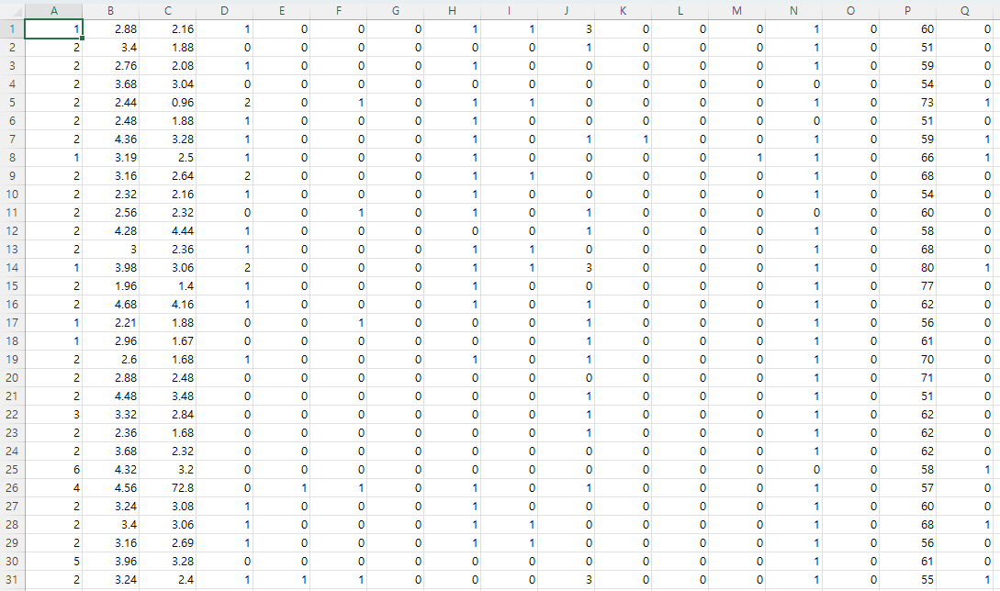 A B C D E F G H I J K L M N O P Q
1 1 2.88 2.16 1 0 0 0 1 1 3 0 0 0 1 0 60 0
2 2 3.4 1.88 0 0 0 0 0 0 1 0 0 0 1 0 51 0
3 2 2.76 2.08 1 0 0 0 1 0 0 0 0 0 1 0 59 0
4 2 3.68 3.04 0 0 0 0 0 0 0 0 0 0 0 0 54 0
5 2 2.44 0.96 2 0 1 0 1 1 0 0 0 0 1 0 73 1
6 2 2.48 1.88 1 0 0 0 1 0 0 0 0 0 0 0 51 0
7 2 4.36 3.28 1 0 0 0 1 0 1 1 0 0 1 0 59 1
8 1 3.19 2.5 1 0 0 0 1 0 0 0 0 1 1 0 66 1
9 2 3.16 2.64 2 0 0 0 1 1 0 0 0 0 1 0 68 0
10 2 2.32 2.16 1 0 0 0 1 0 0 0 0 0 1 0 54 0
11 2 2.56 2.32 0 0 1 0 1 0 1 0 0 0 0 0 60 0
12 2 4.28 4.44 1 0 0 0 0 0 1 0 0 0 1 0 58 0
13 2 3 2.36 1 0 0 0 1 1 0 0 0 0 1 0 68 0
14 1 3.98 3.06 2 0 0 0 1 1 3 0 0 0 1 0 80 1
15 2 1.96 1.4 1 0 0 0 1 0 0 0 0 0 1 0 77 0
16 2 4.68 4.16 1 0 0 0 1 0 1 0 0 0 1 0 62 0
17 1 2.21 1.88 0 0 1 0 0 0 1 0 0 0 1 0 56 0
18 1 2.96 1.67 0 0 0 0 0 0 1 0 0 0 1 0 61 0
19 2 2.6 1.68 1 0 0 0 1 0 1 0 0 0 1 0 70 0
20 2 2.88 2.48 0 0 0 0 0 0 0 0 0 0 1 0 71 0
21 2 4.48 3.48 0 0 0 0 0 0 1 0 0 0 1 0 51 0
22 3 3.32 2.84 0 0 0 0 0 0 1 0 0 0 1 0 62 0
23 2 2.36 1.68 0 0 0 0 0 0 1 0 0 0 1 0 62 0
24 2 3.68 2.32 0 0 0 0 0 0 0 0 0 0 1 0 62 0
25 6 4.32 3.2 0 0 0 0 0 0 0 0 0 0 0 0 58 1
26 4 4.56 72.8 0 1 1 0 1 0 1 0 0 0 1 0 57 0
27 2 3.24 3.08 1 0 0 0 1 0 0 0 0 0 1 0 60 0
28 2 3.4 3.06 1 0 0 0 1 1 0 0 0 0 1 0 68 1
29 2 3.16 2.69 1 0 0 0 1 1 0 0 0 0 1 0 56 0
30 5 3.96 3.28 0 0 0 0 0 0 0 0 0 0 1 0 61 0
31 2 3.24 2.4 1 1 1 0 0 0 3 0 0 0 1 0 55 1